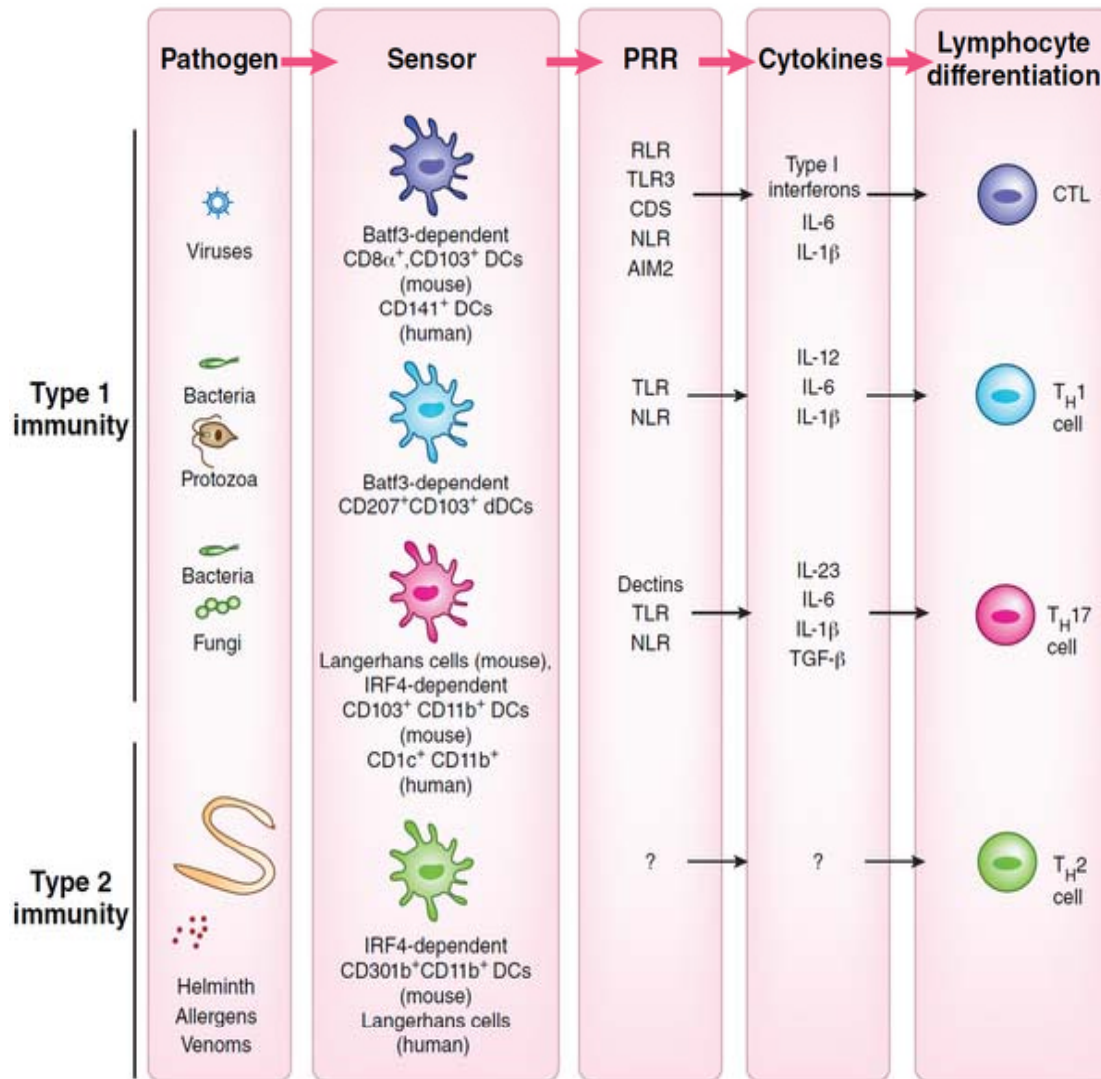 Pathogen
Sensor
PRR
Cytokines
Lymphocyte
differentiation
Type 1
immunity
Viruses
Batf3-dependent
CD8α⁺,CD103⁺ DCs
(mouse)
CD141⁺ DCs
(human)
RLR
TLR3
CDS
NLR
AIM2
Type I
interferons
IL-6
IL-1β
CTL
Bacteria
Protozoa
Batf3-dependent
CD207⁺CD103⁺ dDCs
TLR
NLR
IL-12
IL-6
IL-1β
T_H1
cell
Bacteria
Fungi
Langerhans cells (mouse),
IRF4-dependent
CD103⁺ CD11b⁺ DCs
(mouse)
CD1c⁺ CD11b⁺
(human)
Dectins
TLR
NLR
IL-23
IL-6
IL-1β
TGF-β
T_H17
cell
Type 2
immunity
Helminth
Allergens
Venoms
IRF4-dependent
CD301b⁺CD11b⁺ DCs
(mouse)
Langerhans cells
(human)
?
?
T_H2
cell